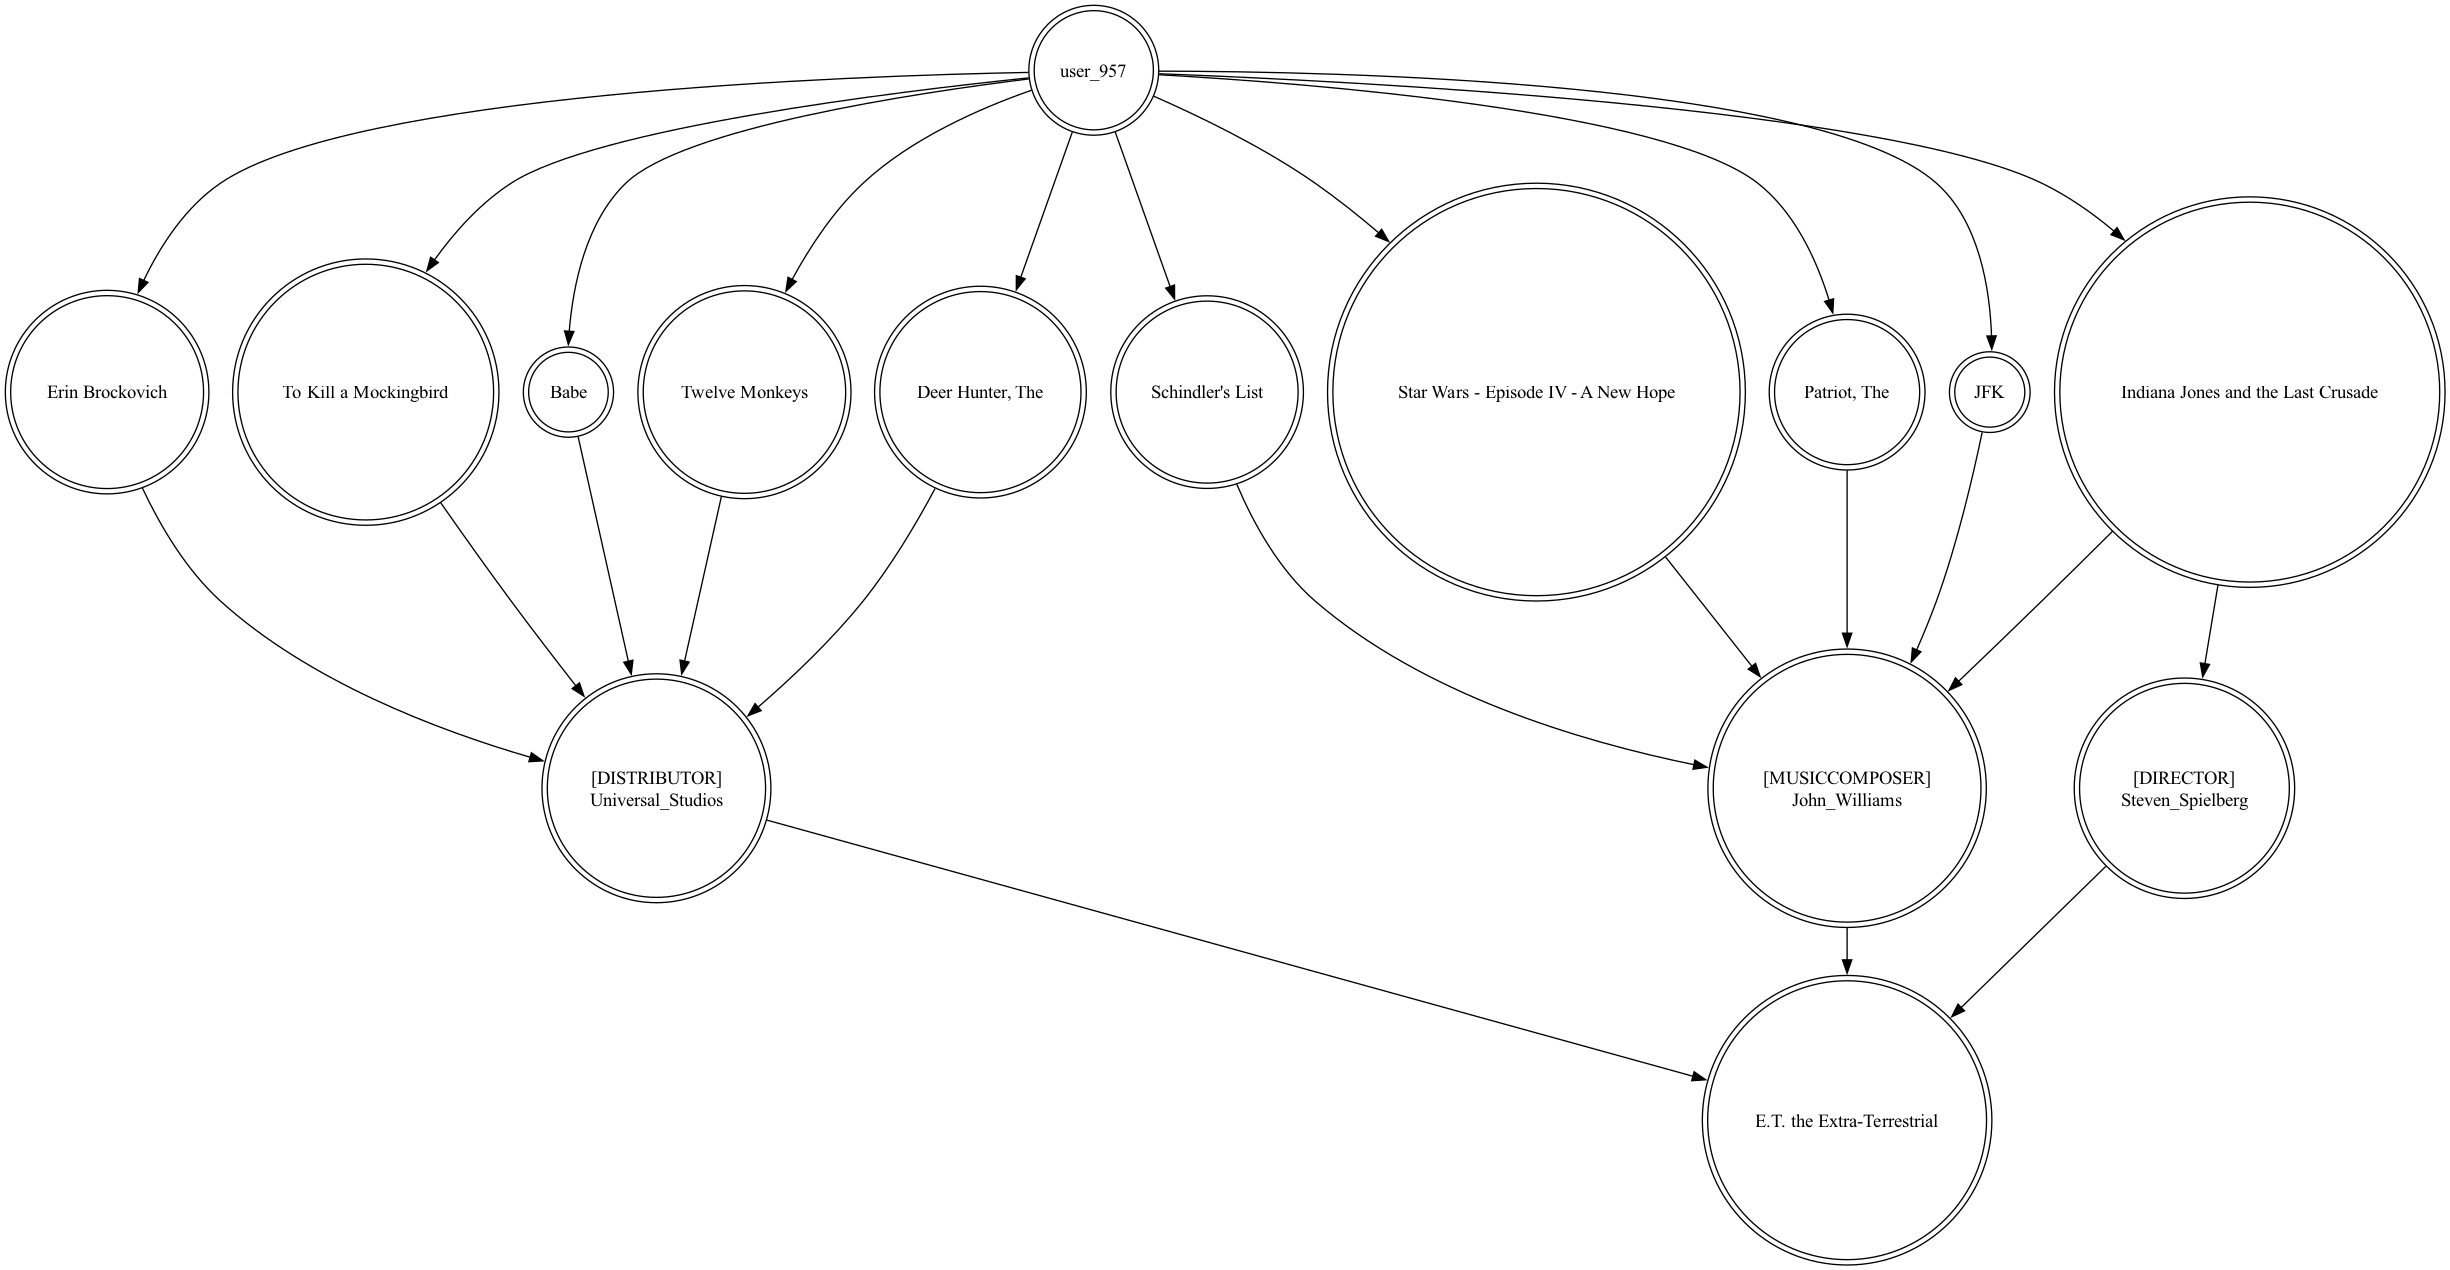 user_957
Erin Brockovich
To Kill a Mockingbird
Babe
Twelve Monkeys
Deer Hunter, The
Schindler's List
Star Wars - Episode IV - A New Hope
Patriot, The
JFK
Indiana Jones and the Last Crusade
[DISTRIBUTOR]
Universal_Studios
[MUSICCOMPOSER]
John_Williams
[DIRECTOR]
Steven_Spielberg
E.T. the Extra-Terrestrial